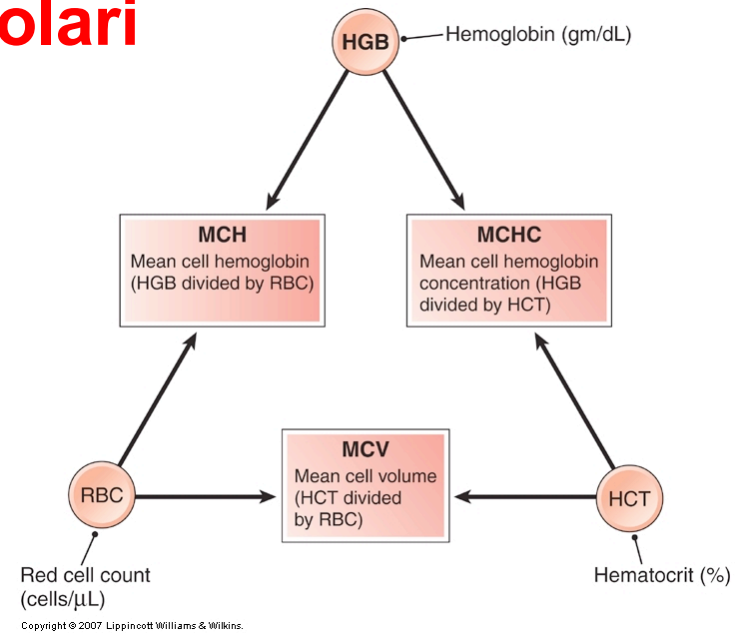 olari
HGB
Hemoglobin (gm/dL)
MCH
Mean cell hemoglobin
(HGB divided by RBC)
MCHC
Mean cell hemoglobin
concentration (HGB
divided by HCT)
MCV
Mean cell volume
(HCT divided
by RBC)
RBC
HCT
Red cell count
(cells/μL)
Hematocrit (%)
Copyright © 2007 Lippincott Williams & Wilkins.